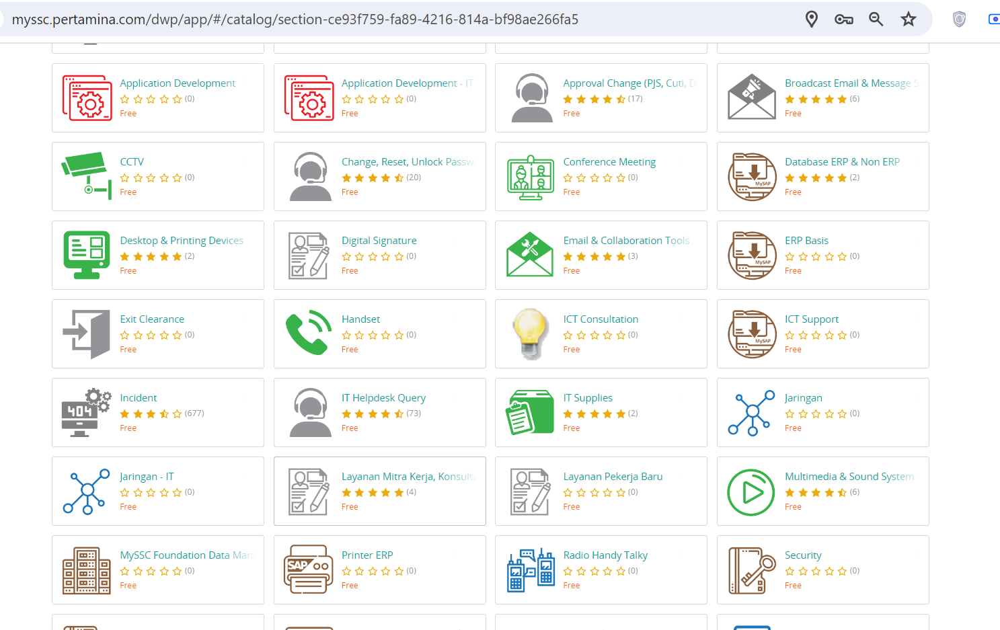 myssc.pertamina.com/dwp/app/#/catalog/section-ce93f759-fa89-4216-814a-bf98ae266fa5
Application Development
(0)
Free
Application Development - IT
(0)
Free
Approval Change (PJS, Cuti, D
(17)
Free
Broadcast Email & Message S
(6)
Free
CCTV
(0)
Free
Change, Reset, Unlock Passw
(20)
Free
Conference Meeting
(0)
Free
MySAP
Database ERP & Non ERP
(2)
Free
Desktop & Printing Devices
(2)
Free
Digital Signature
(0)
Free
Email & Collaboration Tools
(3)
Free
MySAP
ERP Basis
(0)
Free
Exit Clearance
(0)
Free
Handset
(0)
Free
ICT Consultation
(0)
Free
MySAP
ICT Support
(0)
Free
404
Incident
(677)
Free
IT Helpdesk Query
(73)
Free
IT Supplies
(2)
Free
Jaringan
(0)
Free
Jaringan - IT
(0)
Free
Layanan Mitra Kerja, Konsulta
(4)
Free
Layanan Pekerja Baru
(0)
Free
Multimedia & Sound System
(6)
Free
MySSC Foundation Data Man
(0)
Free
SAP
Printer ERP
(0)
Free
Radio Handy Talky
(0)
Free
Security
(0)
Free